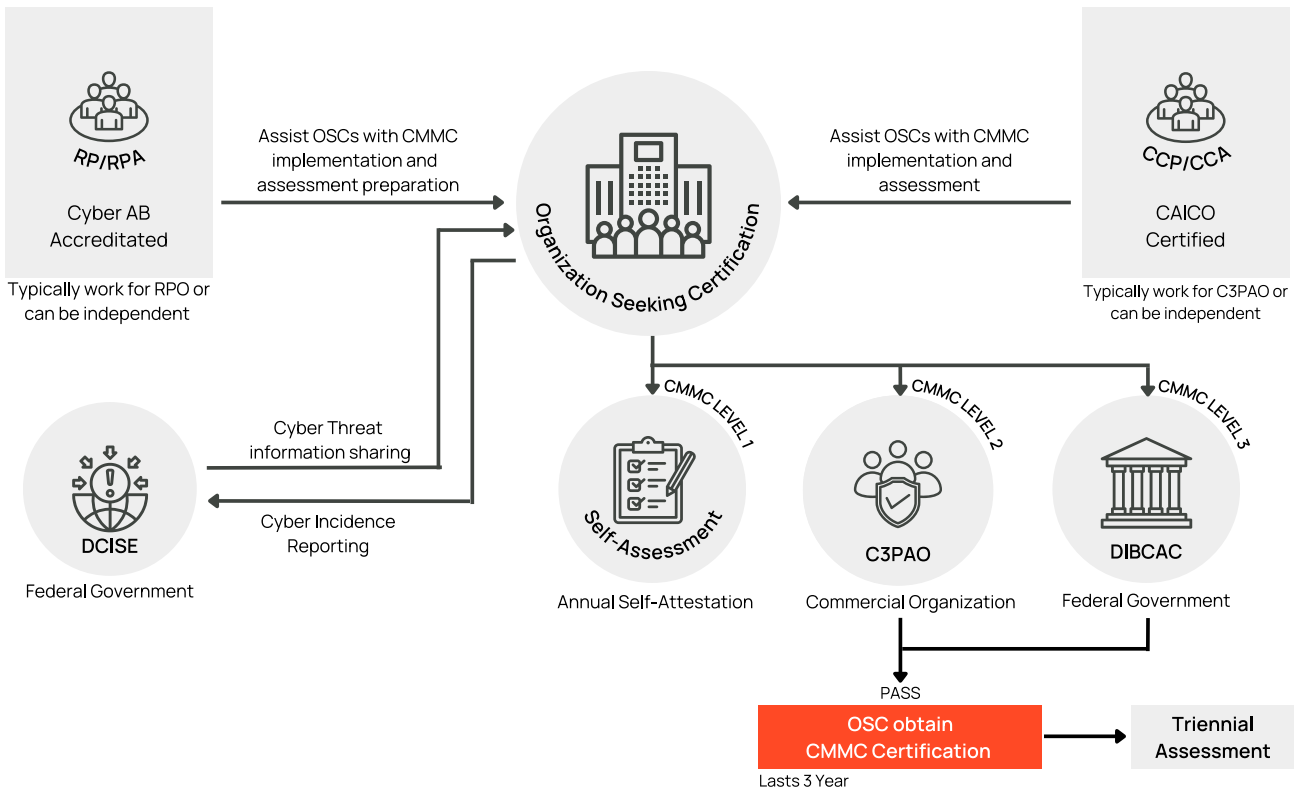 RP/RPA
Cyber AB
Accreditated
Typically work for RPO or
can be independent
Assist OSCs with CMMC
implementation and
assessment preparation
Organization Seeking Certification
Assist OSCs with CMMC
implementation and
assessment
CCP/CCA
CAICO
Certified
Typically work for C3PAO or
can be independent
DCISE
Federal Government
Cyber Threat
information sharing
Cyber Incidence
Reporting
CMMC LEVEL 1
Self-Assessment
Annual Self-Attestation
CMMC LEVEL 2
C3PAO
Commercial Organization
CMMC LEVEL 3
DIBCAC
Federal Government
PASS
OSC obtain
CMMC Certification
Lasts 3 Year
Triennial
Assessment